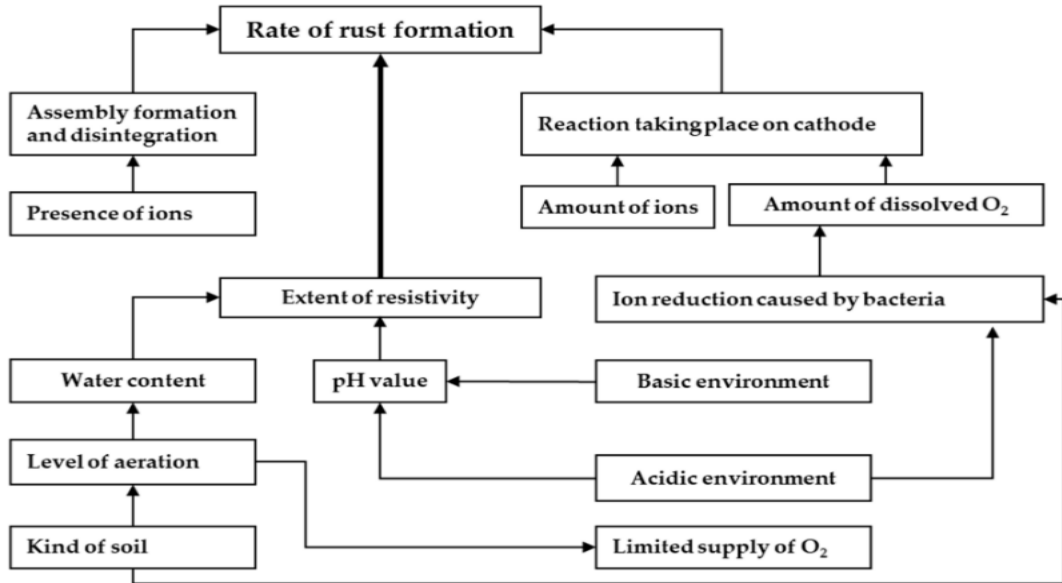 Rate of rust formation
Assembly formation
and disintegration
Reaction taking place on cathode
Presence of ions
Amount of ions
Amount of dissolved O₂
Extent of resistivity
Ion reduction caused by bacteria
Water content
pH value
Basic environment
Level of aeration
Acidic environment
Kind of soil
Limited supply of O₂